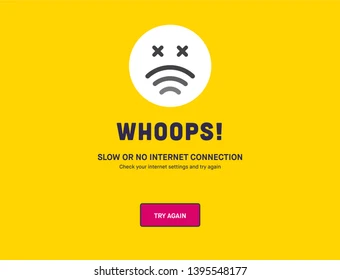 WHOOPS!
SLOW OR NO INTERNET CONNECTION
Check your internet settings and try again
TRY AGAIN
shutterstock.com · 1395548177